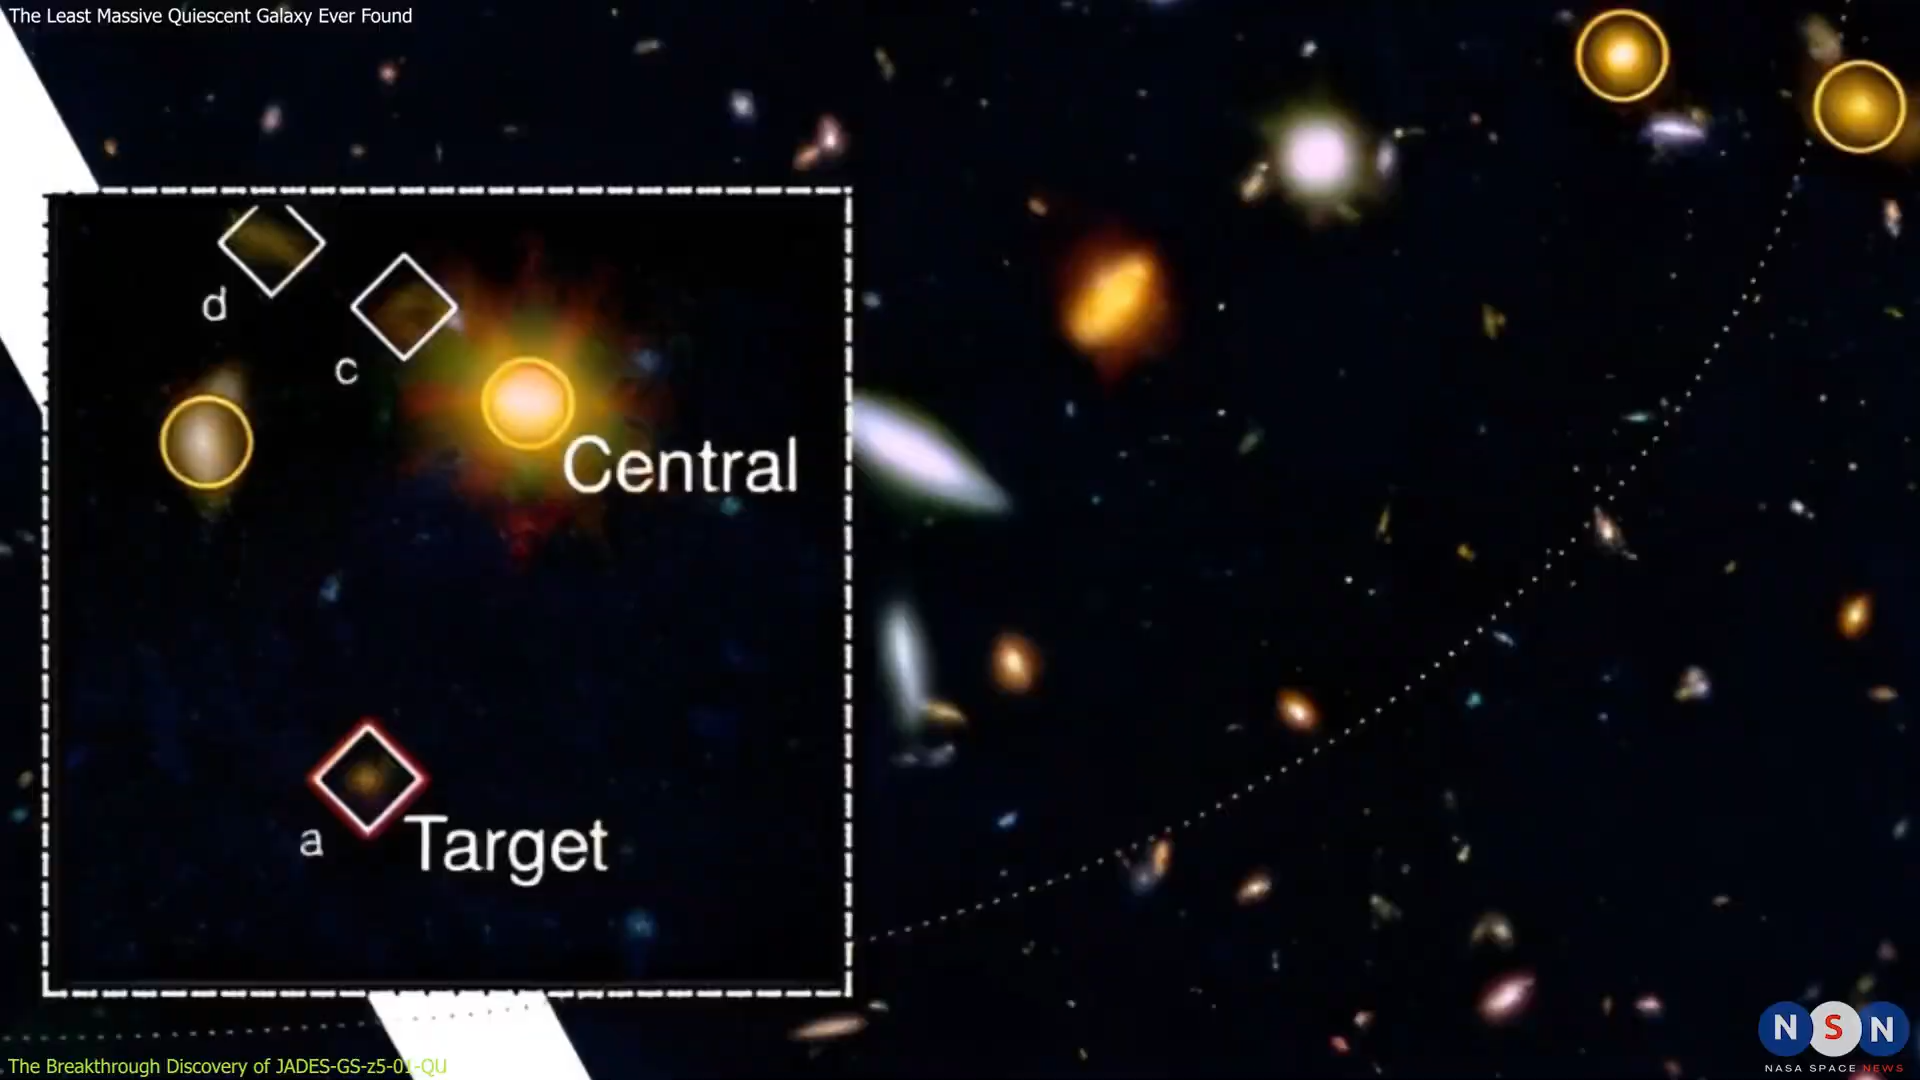 The Least Massive Quiescent Galaxy Ever Found
d
c
Central
a
Target
The Breakthrough Discovery of JADES-GS-z5-01-QU
N S N
NASA SPACE NEWS